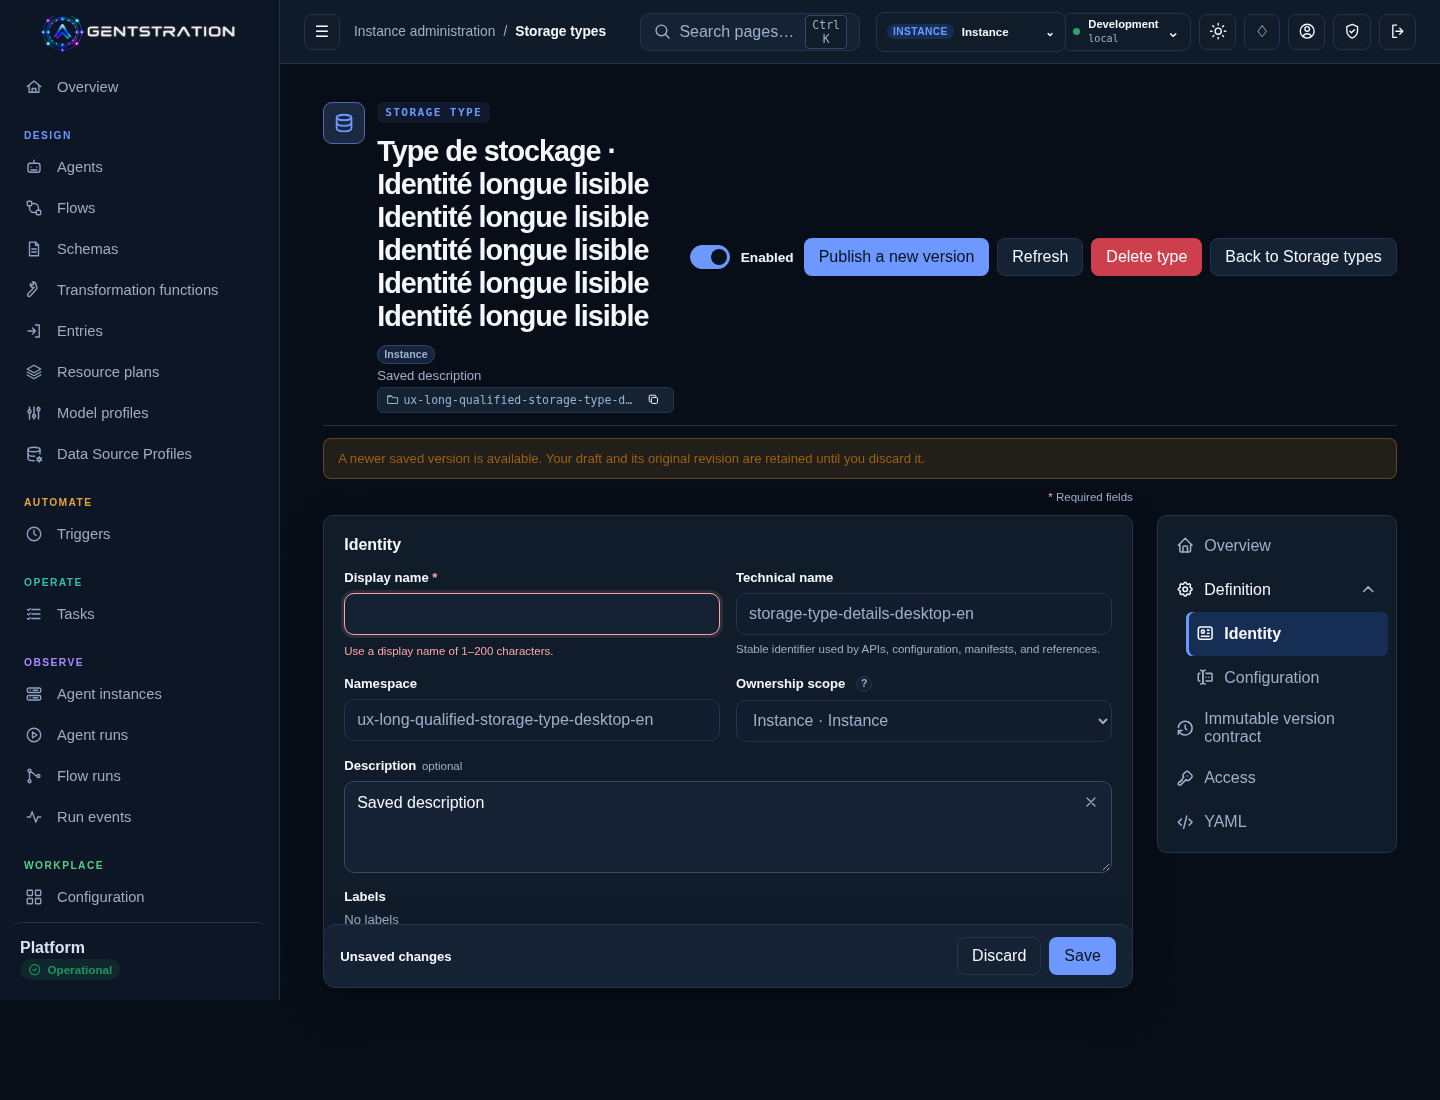 GENTSTRATION
Overview
DESIGN
Agents
Flows
Schemas
Transformation functions
Entries
Resource plans
Model profiles
Data Source Profiles
AUTOMATE
Triggers
OPERATE
Tasks
OBSERVE
Agent instances
Agent runs
Flow runs
Run events
WORKPLACE
Configuration
Platform
Operational
Instance administration / Storage types
Search pages…
Ctrl
K
INSTANCE Instance
Development
local
STORAGE TYPE
Type de stockage ·
Identité longue lisible
Identité longue lisible
Identité longue lisible
Identité longue lisible
Identité longue lisible
Instance
Saved description
ux-long-qualified-storage-type-d…
Enabled
Publish a new version
Refresh
Delete type
Back to Storage types
A newer saved version is available. Your draft and its original revision are retained until you discard it.
* Required fields
Identity
Display name *
Use a display name of 1–200 characters.
Technical name
storage-type-details-desktop-en
Stable identifier used by APIs, configuration, manifests, and references.
Namespace
ux-long-qualified-storage-type-desktop-en
Ownership scope ?
Instance · Instance
Description optional
Saved description
Labels
No labels
Unsaved changes
Discard
Save
Overview
Definition
Identity
Configuration
Immutable version
contract
Access
YAML